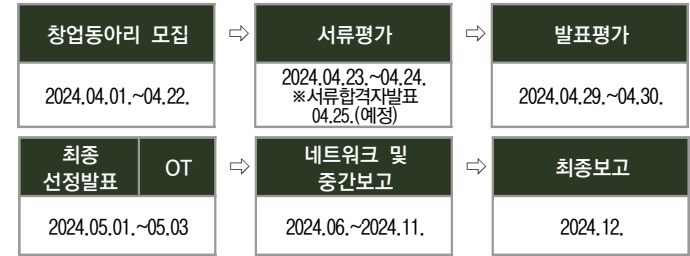 창업동아리 모집
⇨
서류평가
⇨
발표평가
2024.04.01.~04.22.
2024.04.23.~04.24.
※서류합격자발표
04.25.(예정)
2024.04.29.~04.30.
최종
선정발표
OT
⇨
네트워크 및
중간보고
⇨
최종보고
2024.05.01.~05.03
2024.06.~2024.11.
2024.12.